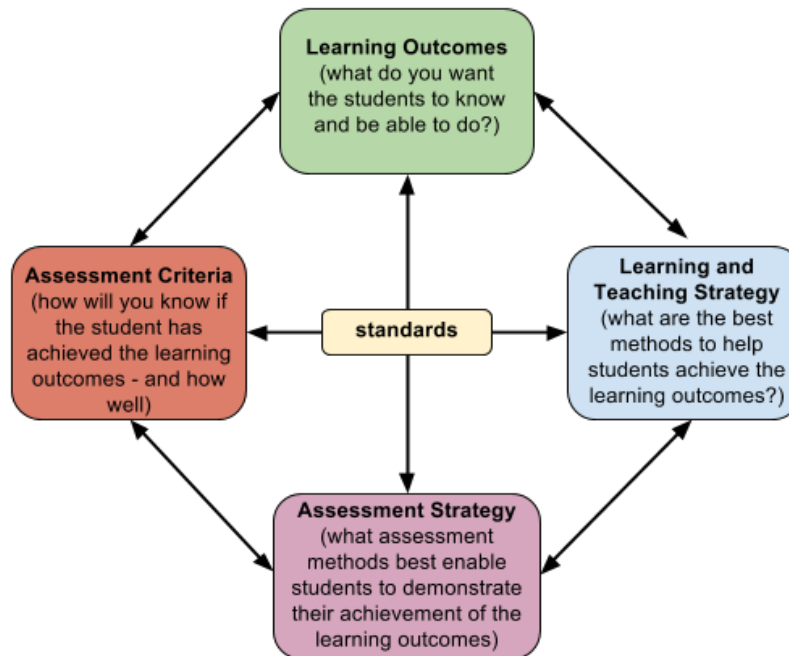 Learning Outcomes
(what do you want
the students to know
and be able to do?)
Assessment Criteria
(how will you know if
the student has
achieved the learning
outcomes - and how
well)
standards
Learning and
Teaching Strategy
(what are the best
methods to help
students achieve the
learning outcomes?)
Assessment Strategy
(what assessment
methods best enable
students to demonstrate
their achievement of the
learning outcomes)